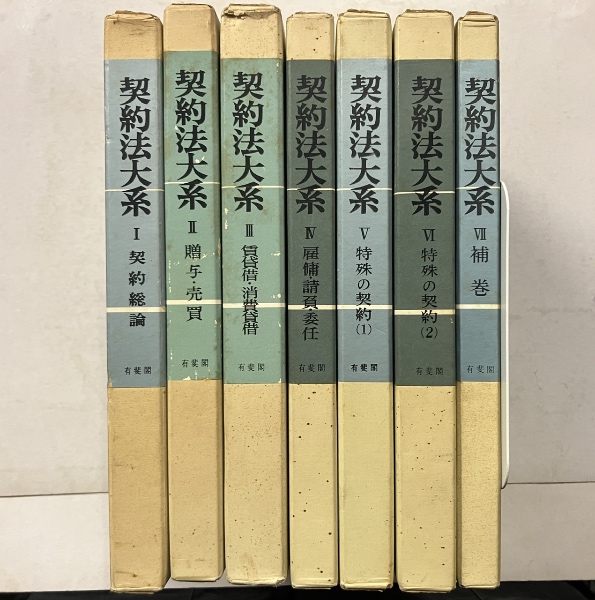 契約法大系
I 契約総論
有斐閣
契約法大系
II 贈与・売買
有斐閣
契約法大系
III 賃貸借・消費貸借
有斐閣
契約法大系
IV 雇傭・請負・委任
有斐閣
契約法大系
V 特殊の契約(1)
有斐閣
契約法大系
VI 特殊の契約(2)
有斐閣
契約法大系
VII 補巻
有斐閣